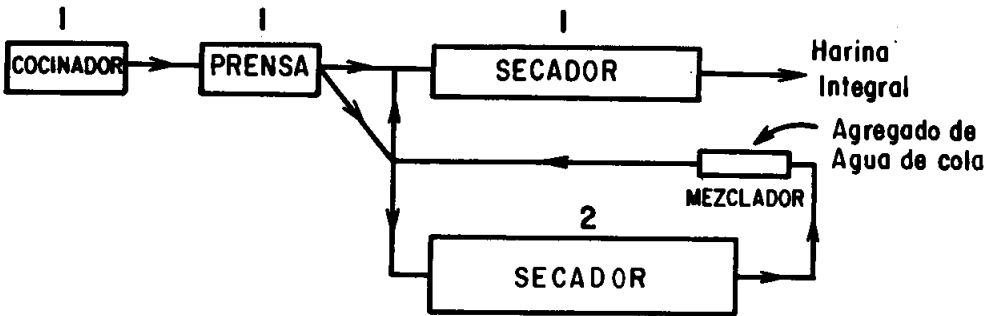 1
1
1
COCINADOR
PRENSA
SECADOR
Harina
Integral
Agregado de
Agua de cola
MEZCLADOR
2
SECADOR